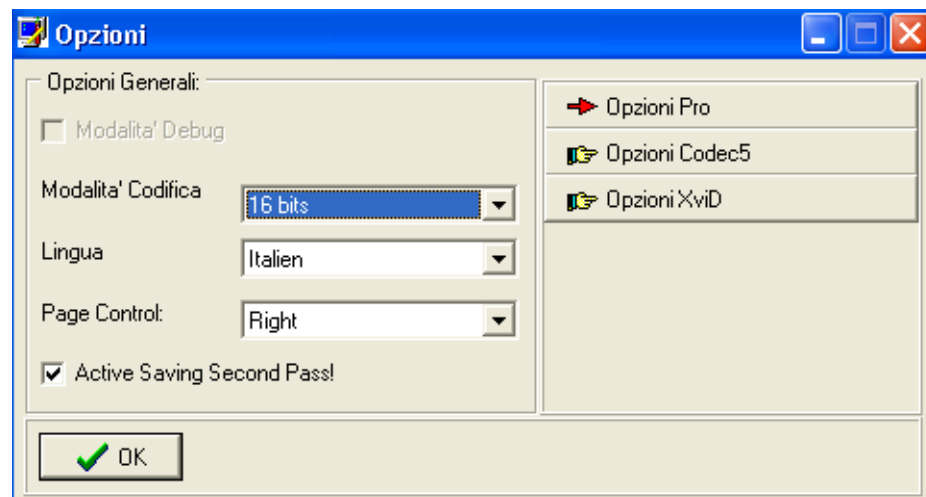 Opzioni
Opzioni Generali:
Modalita' Debug
Modalita' Codifica
16 bits
Lingua
Italien
Page Control:
Right
Active Saving Second Pass!
Opzioni Pro
Opzioni Codec5
Opzioni XviD
OK